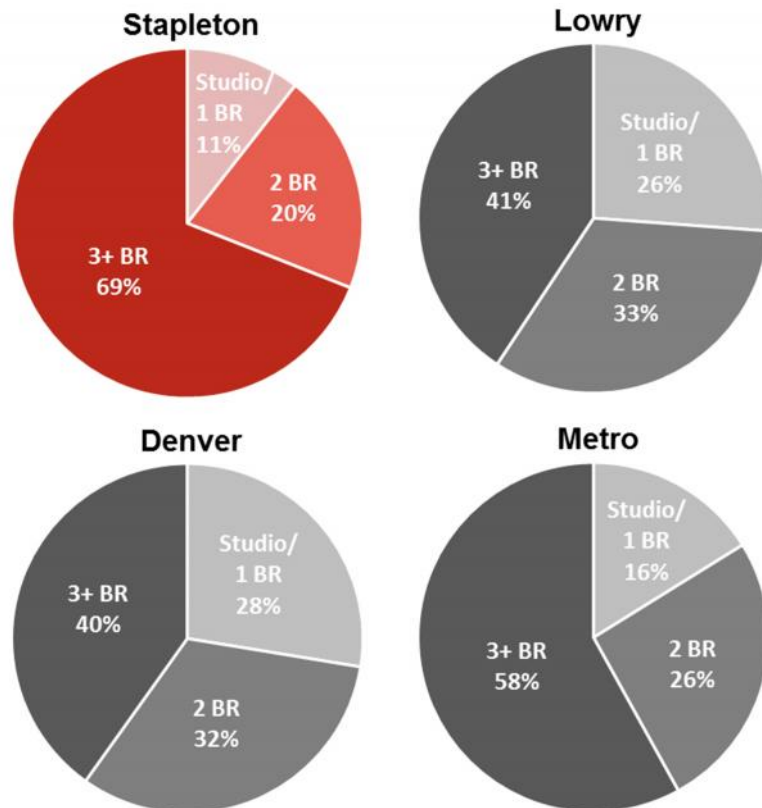 Stapleton
Studio/
1 BR
11%
2 BR
20%
3+ BR
69%
Lowry
Studio/
1 BR
26%
3+ BR
41%
2 BR
33%
Denver
Studio/
1 BR
28%
3+ BR
40%
2 BR
32%
Metro
Studio/
1 BR
16%
2 BR
26%
3+ BR
58%